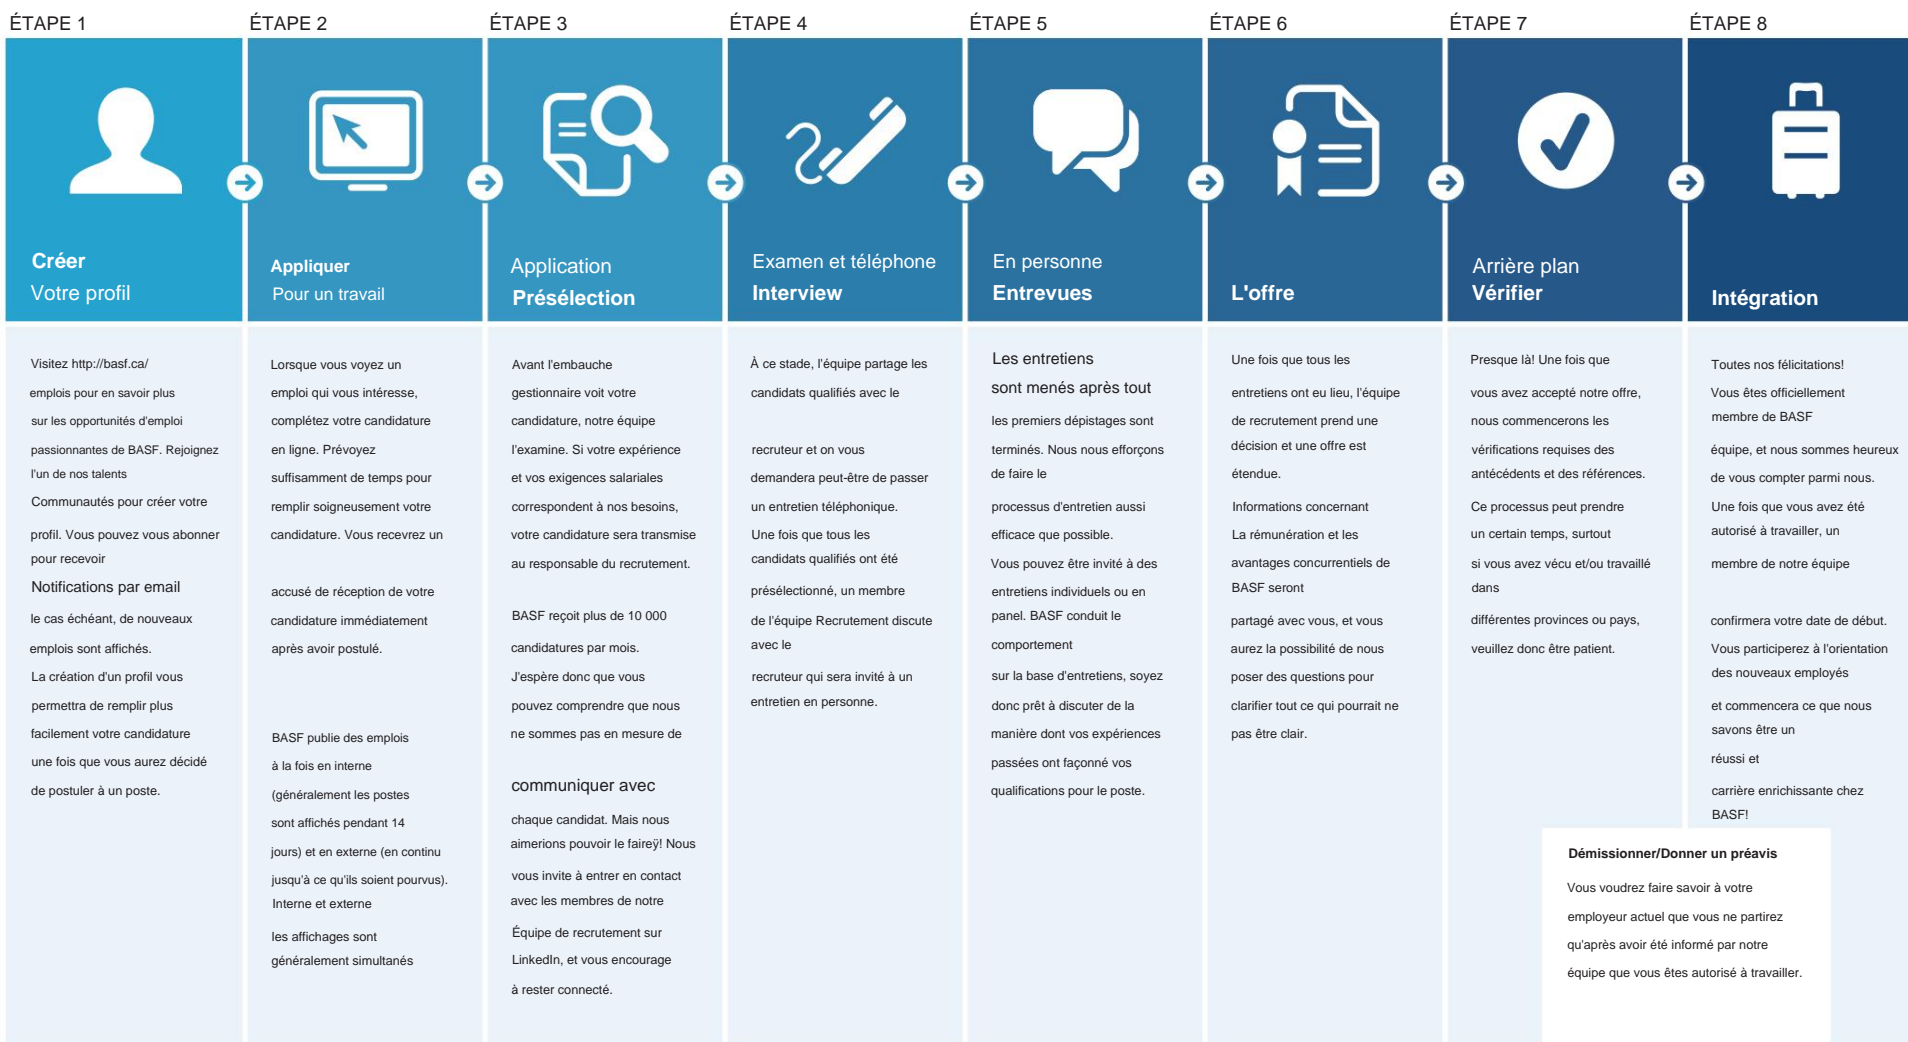 ÉTAPE 1
Créer
Votre profil
Visitez http://basf.ca/
emplois pour en savoir plus
sur les opportunités d'emploi
passionnantes de BASF. Rejoignez
l'un de nos talents
Communautés pour créer votre
profil. Vous pouvez vous abonner
pour recevoir
Notifications par email
le cas échéant, de nouveaux
emplois sont affichés.
La création d'un profil vous
permettra de remplir plus
facilement votre candidature
une fois que vous aurez décidé
de postuler à un poste.
ÉTAPE 2
Appliquer
Pour un travail
Lorsque vous voyez un
emploi qui vous intéresse,
complétez votre candidature
en ligne. Prévoyez
suffisamment de temps pour
remplir soigneusement votre
candidature. Vous recevrez un
accusé de réception de votre
candidature immédiatement
après avoir postulé.
BASF publie des emplois
à la fois en interne
(généralement les postes
sont affichés pendant 14
jours) et en externe (en continu
jusqu'à ce qu'ils soient pourvus).
Interne et externe
les affichages sont
généralement simultanés
ÉTAPE 3
Application
Présélection
Avant l'embauche
gestionnaire voit votre
candidature, notre équipe
l'examine. Si votre expérience
et vos exigences salariales
correspondent à nos besoins,
votre candidature sera transmise
au responsable du recrutement.
BASF reçoit plus de 10 000
candidatures par mois.
J'espère donc que vous
pouvez comprendre que nous
ne sommes pas en mesure de
communiquer avec
chaque candidat. Mais nous
aimerions pouvoir le faireÿ! Nous
vous invite à entrer en contact
avec les membres de notre
Équipe de recrutement sur
LinkedIn, et vous encourage
à rester connecté.
ÉTAPE 4
Examen et téléphone
Interview
À ce stade, l'équipe partage les
candidats qualifiés avec le
recruteur et on vous
demandera peut-être de passer
un entretien téléphonique.
Une fois que tous les
candidats qualifiés ont été
présélectionné, un membre
de l'équipe Recrutement discute
avec le
recruteur qui sera invité à un
entretien en personne.
ÉTAPE 5
En personne
Entrevues
Les entretiens
sont menés après tout
les premiers dépistages sont
terminés. Nous nous efforçons
de faire le
processus d'entretien aussi
efficace que possible.
Vous pouvez être invité à des
entretiens individuels ou en
panel. BASF conduit le
comportement
sur la base d'entretiens, soyez
donc prêt à discuter de la
manière dont vos expériences
passées ont façonné vos
qualifications pour le poste.
ÉTAPE 6
L'offre
Une fois que tous les
entretiens ont eu lieu, l'équipe
de recrutement prend une
décision et une offre est
étendue.
Informations concernant
La rémunération et les
avantages concurrentiels de
BASF seront
partagé avec vous, et vous
aurez la possibilité de nous
poser des questions pour
clarifier tout ce qui pourrait ne
pas être clair.
ÉTAPE 7
Arrière plan
Vérifier
Presque là! Une fois que
vous avez accepté notre offre,
nous commencerons les
vérifications requises des
antécédents et des références.
Ce processus peut prendre
un certain temps, surtout
si vous avez vécu et/ou travaillé
dans
différentes provinces ou pays,
veuillez donc être patient.
ÉTAPE 8
Intégration
Toutes nos félicitations!
Vous êtes officiellement
membre de BASF
équipe, et nous sommes heureux
de vous compter parmi nous.
Une fois que vous avez été
autorisé à travailler, un
membre de notre équipe
confirmera votre date de début.
Vous participerez à l'orientation
des nouveaux employés
et commencera ce que nous
savons être un
réussi et
carrière enrichissante chez
BASF!
Démissionner/Donner un préavis
Vous voudrez faire savoir à votre
employeur actuel que vous ne partirez
qu'après avoir été informé par notre
équipe que vous êtes autorisé à travailler.